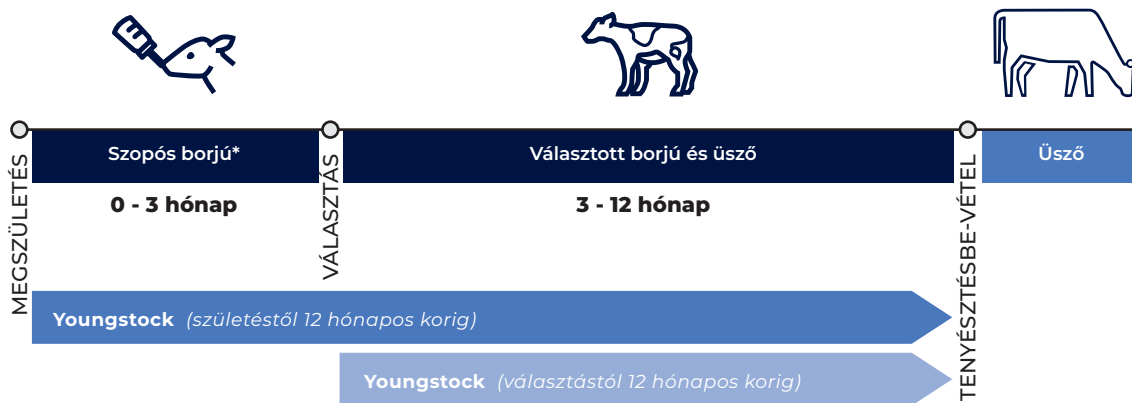 Szopós borjú*
Választott borjú és üsző
Üsző
0 - 3 hónap
3 - 12 hónap
MEGSZÜLETÉS
VÁLASZTÁS
TENYÉSZTÉSBE-VÉTEL
Youngstock (születéstől 12 hónapos korig)
Youngstock (választástól 12 hónapos korig)